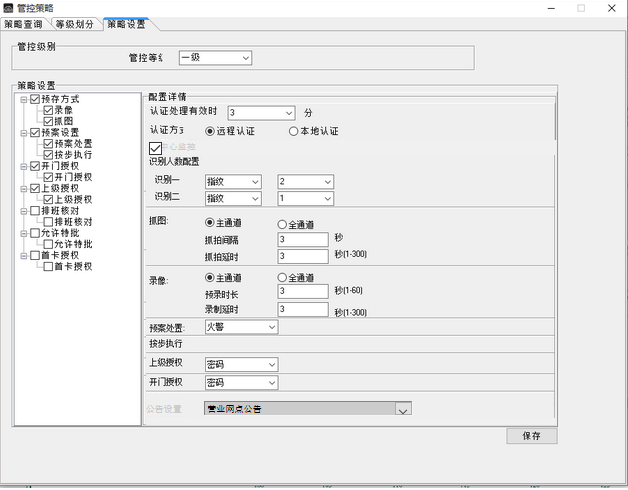 管控策略
策略查询 等级划分 策略设置
管控级别
管控等级 一级
策略设置
预存方式
录像
抓图
预案设置
预案处置
按步执行
开门授权
开门授权
上级授权
上级授权
排班核对
排班核对
允许特批
允许特批
首卡授权
首卡授权
配置详情
认证处理有效时 3 分
认证方式 远程认证 本地认证
中心监控
识别人数配置
识别一 指纹 2
识别二 指纹 1
抓图: 主通道 全通道
抓拍间隔 3 秒
抓拍延时 3 秒(1-300)
录像: 主通道 全通道
预录时长 3 秒(1-60)
录制延时 3 秒(1-300)
预案处置: 火警
按步执行
上级授权 密码
开门授权 密码
公告设置 营业网点公告
保存